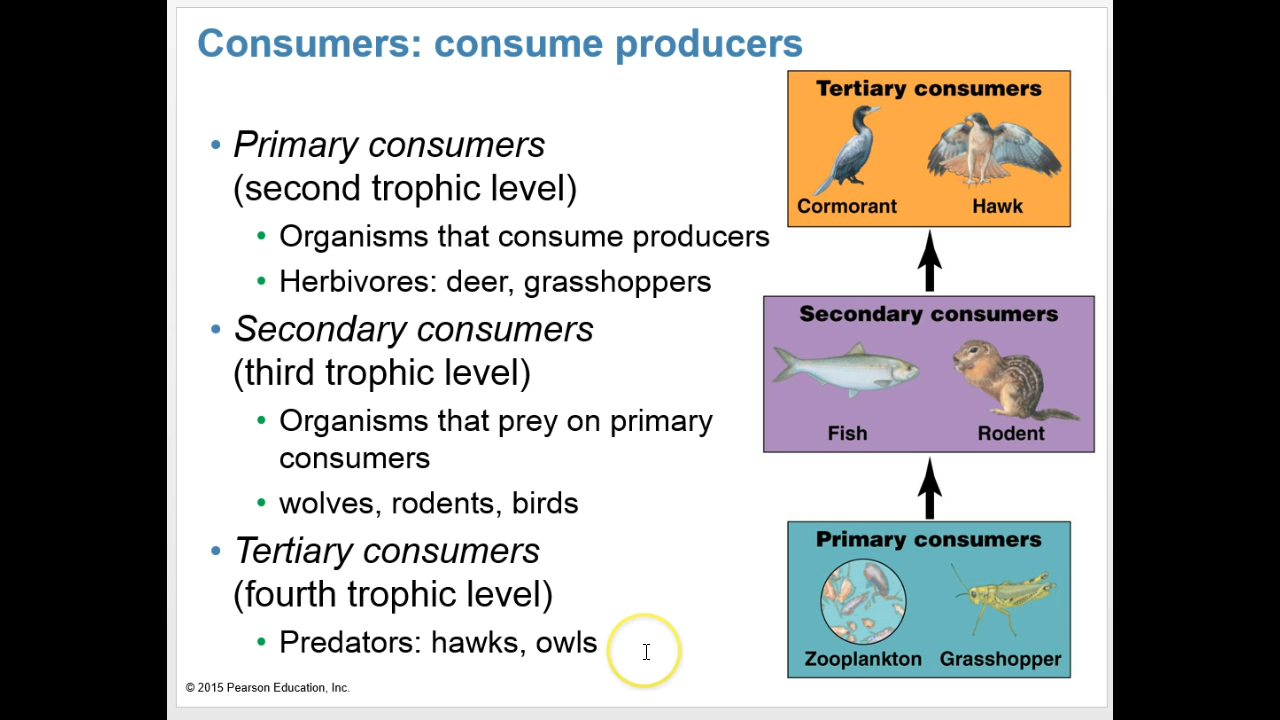 Consumers: consume producers
• Primary consumers
(second trophic level)
• Organisms that consume producers
• Herbivores: deer, grasshoppers
• Secondary consumers
(third trophic level)
• Organisms that prey on primary
consumers
• wolves, rodents, birds
• Tertiary consumers
(fourth trophic level)
• Predators: hawks, owls
Tertiary consumers
Cormorant Hawk
Secondary consumers
Fish Rodent
Primary consumers
Zooplankton Grasshopper
© 2015 Pearson Education, Inc.